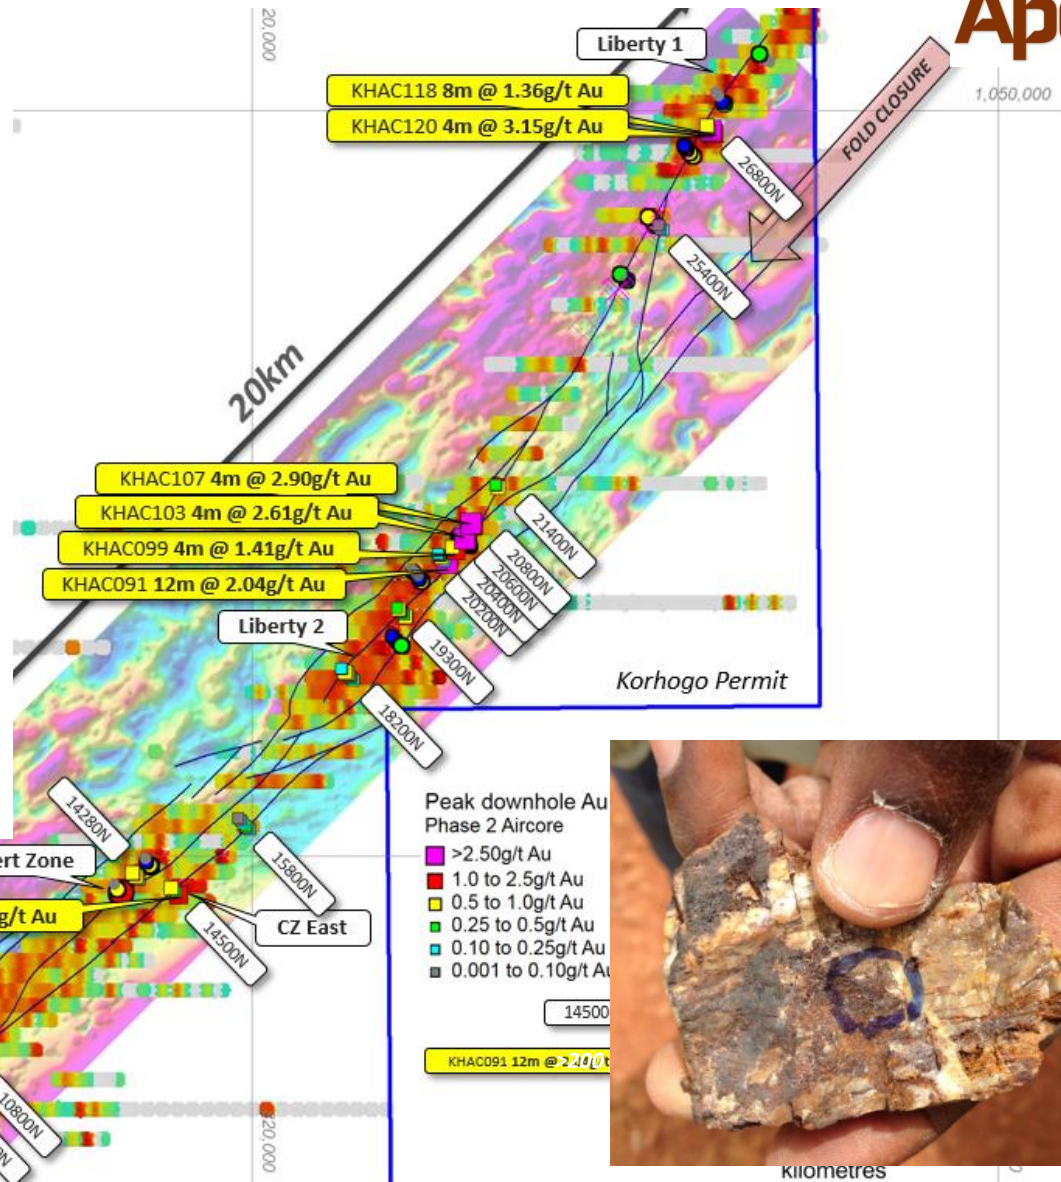 20,000
Liberty 1
KHAC118 8m @ 1.36g/t Au
KHAC120 4m @ 3.15g/t Au
1,050,000
FOLD CLOSURE
26800N
25400N
20km
KHAC107 4m @ 2.90g/t Au
KHAC103 4m @ 2.61g/t Au
KHAC099 4m @ 1.41g/t Au
KHAC091 12m @ 2.04g/t Au
21400N
20800N
20600N
20400N
20200N
Liberty 2
19300N
Korhogo Permit
18200N
14280N
15800N
ert Zone
g/t Au
CZ East
14500N
Peak downhole Au
Phase 2 Aircore
>2.50g/t Au
1.0 to 2.5g/t Au
0.5 to 1.0g/t Au
0.25 to 0.5g/t Au
0.10 to 0.25g/t Au
0.001 to 0.10g/t Au
14500
KHAC091 12m @
>200
10800N
20,000
kilometres